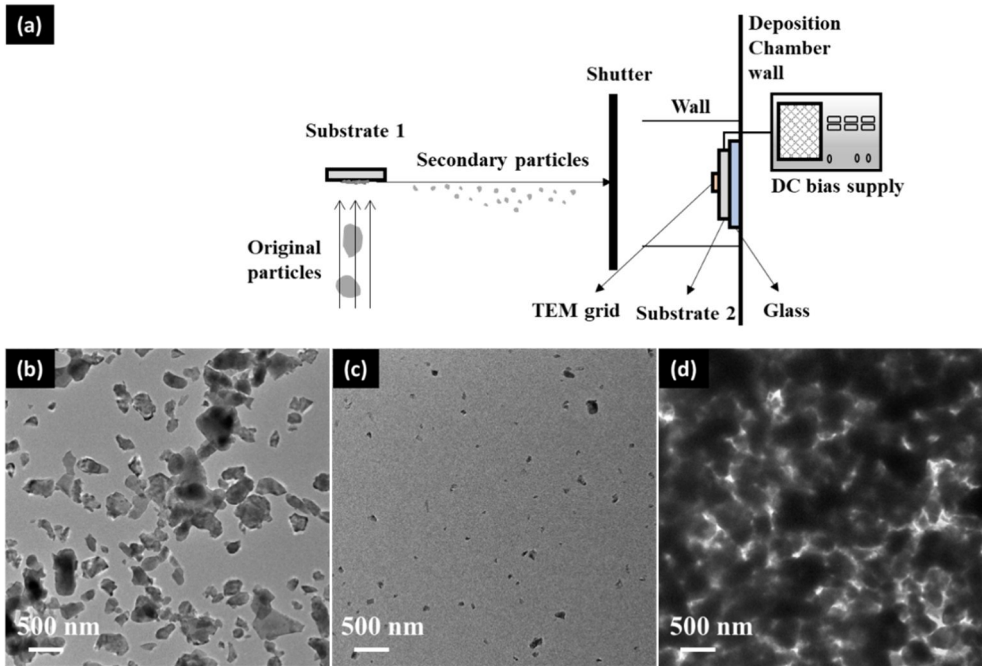 (a)
Deposition
Chamber
wall
Shutter
Wall
Substrate 1
Secondary particles
DC bias supply
Original
particles
TEM grid
Substrate 2
Glass
(b)
(c)
(d)
500 nm
500 nm
500 nm